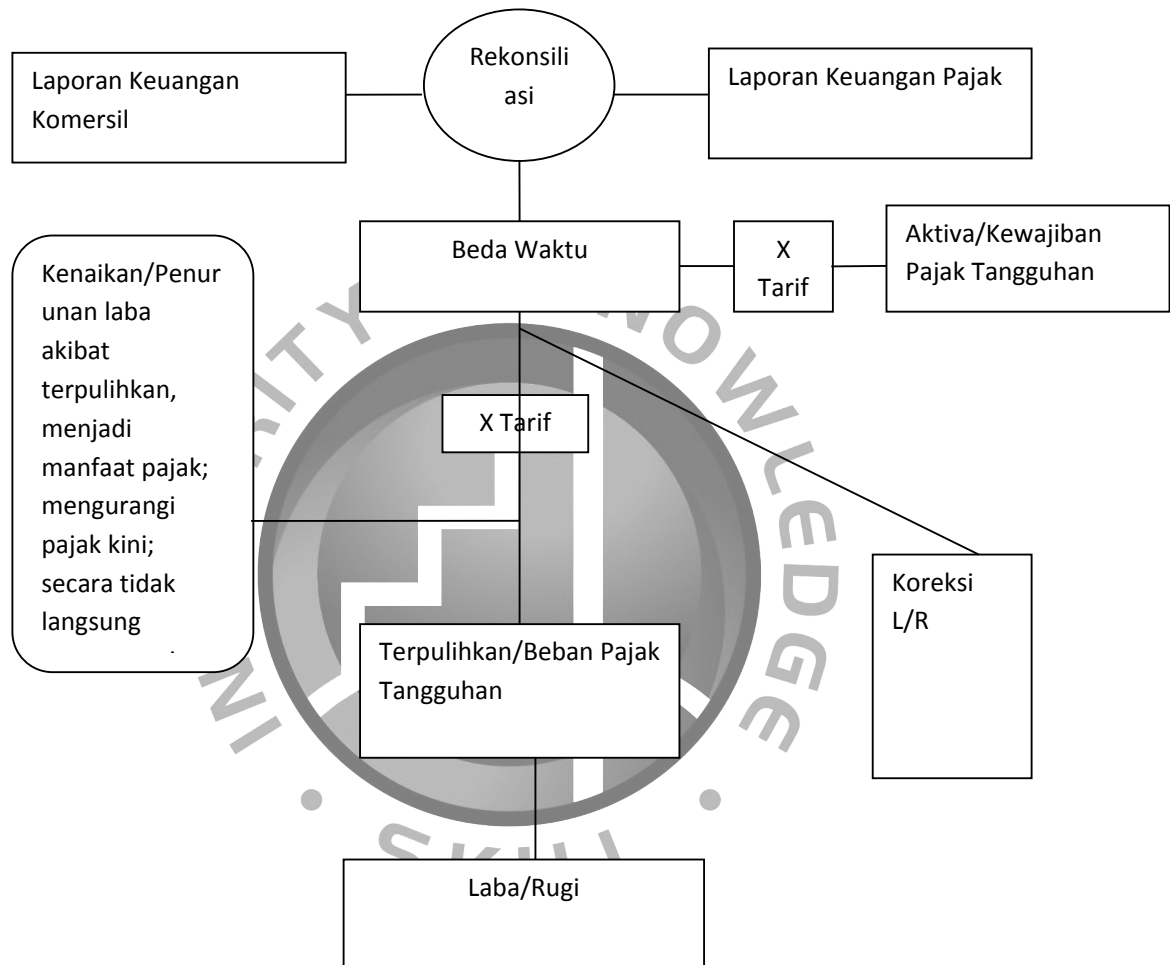 Rekonsili
asi
Laporan Keuangan
Komersil
Laporan Keuangan Pajak
Beda Waktu
X
Tarif
Aktiva/Kewajiban
Pajak Tangguhan
Kenaikan/Penur
unan laba
akibat
terpulihkan,
menjadi
manfaat pajak;
mengurangi
pajak kini;
secara tidak
langsung
X Tarif
Koreksi
L/R
Terpulihkan/Beban Pajak
Tangguhan
Laba/Rugi
NOWLEDGE